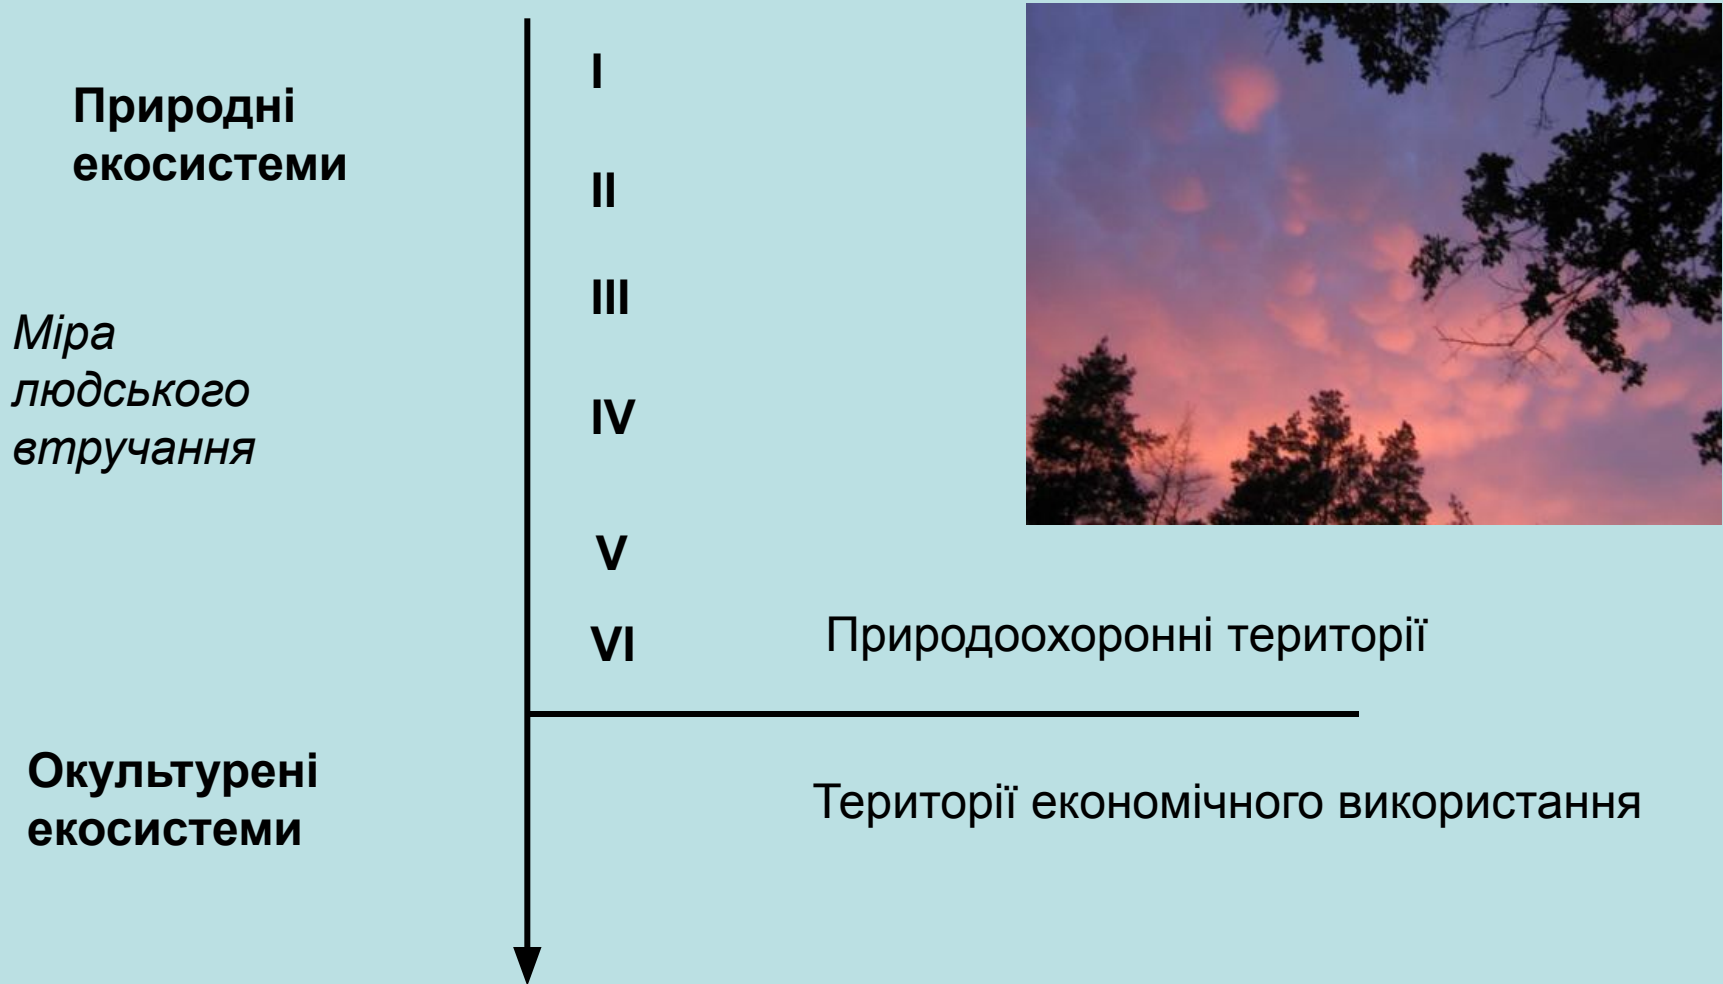 Природні
екосистеми
Міра
людського
втручання
Окультурені
екосистеми
I
II
III
IV
V
VI
Природоохоронні території
Території економічного використання